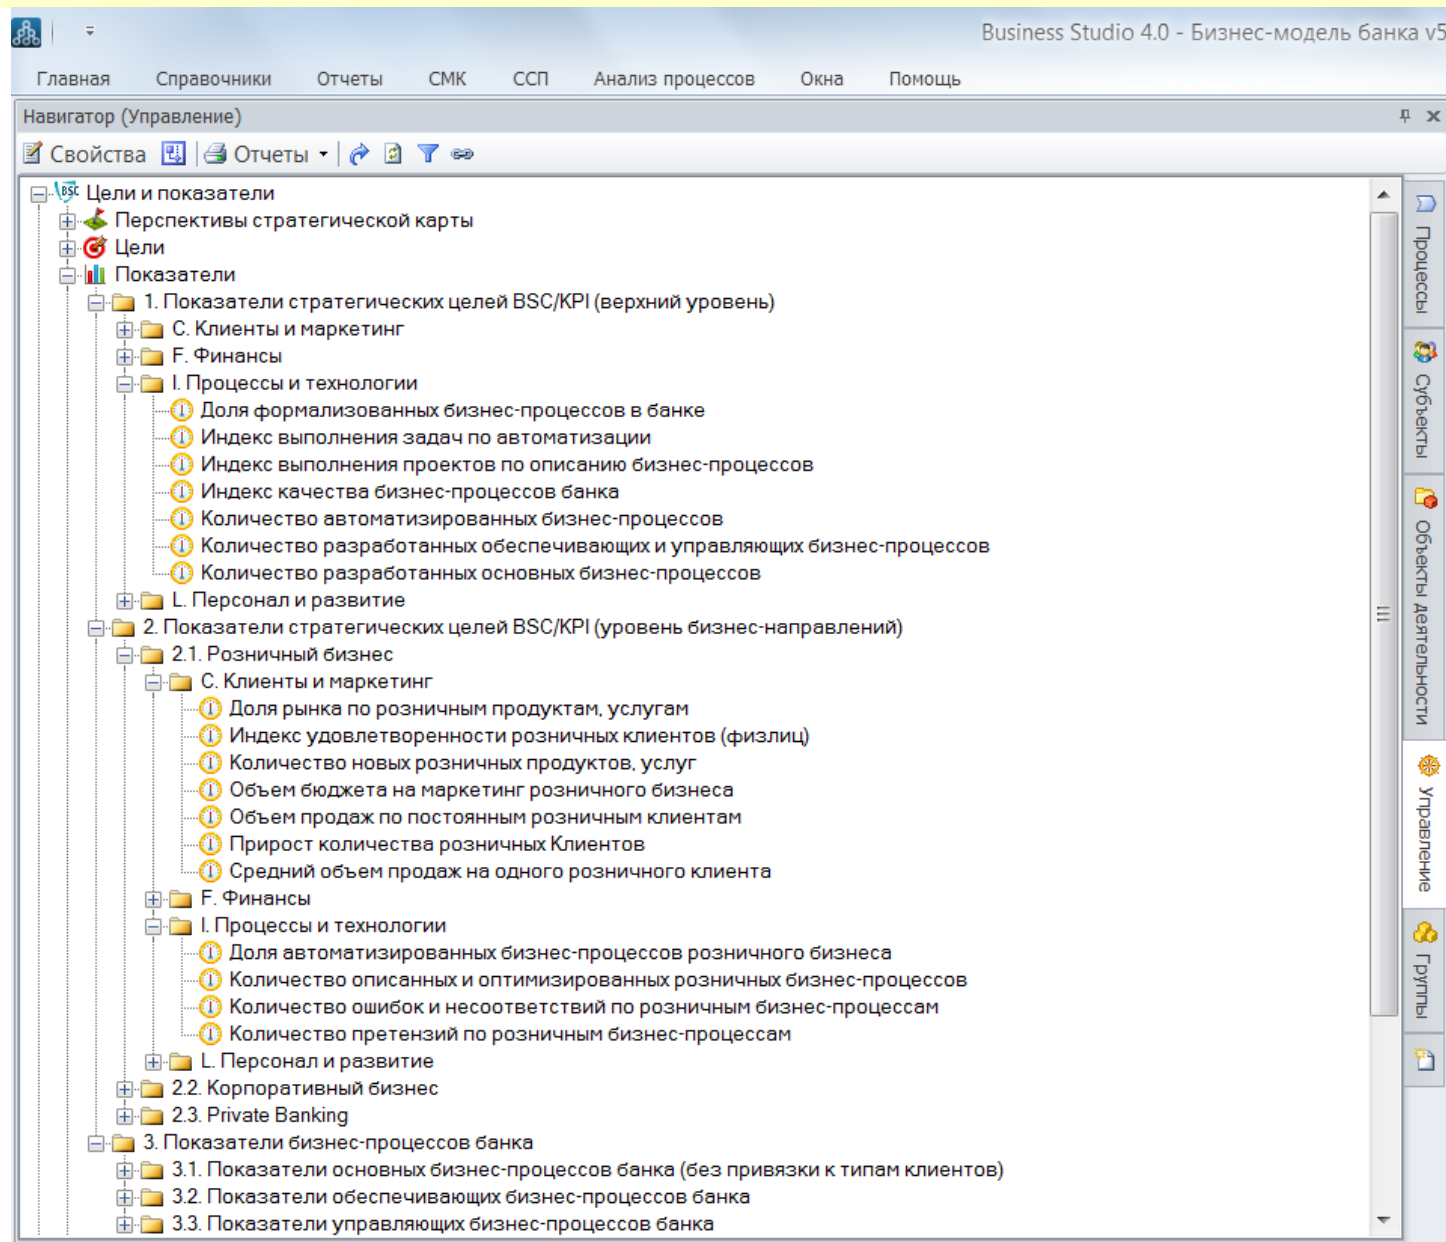 Business Studio 4.0 - Бизнес-модель банка v5
Главная Справочники Отчеты СМК ССП Анализ процессов Окна Помощь
Навигатор (Управление)
Свойства Отчеты
BSC Цели и показатели
Перспективы стратегической карты
Цели
Показатели
1. Показатели стратегических целей BSC/KPI (верхний уровень)
C. Клиенты и маркетинг
F. Финансы
I. Процессы и технологии
Доля формализованных бизнес-процессов в банке
Индекс выполнения задач по автоматизации
Индекс выполнения проектов по описанию бизнес-процессов
Индекс качества бизнес-процессов банка
Количество автоматизированных бизнес-процессов
Количество разработанных обеспечивающих и управляющих бизнес-процессов
Количество разработанных основных бизнес-процессов
L. Персонал и развитие
2. Показатели стратегических целей BSC/KPI (уровень бизнес-направлений)
2.1. Розничный бизнес
C. Клиенты и маркетинг
Доля рынка по розничным продуктам, услугам
Индекс удовлетворенности розничных клиентов (физлиц)
Количество новых розничных продуктов, услуг
Объем бюджета на маркетинг розничного бизнеса
Объем продаж по постоянным розничным клиентам
Прирост количества розничных Клиентов
Средний объем продаж на одного розничного клиента
F. Финансы
I. Процессы и технологии
Доля автоматизированных бизнес-процессов розничного бизнеса
Количество описанных и оптимизированных розничных бизнес-процессов
Количество ошибок и несоответствий по розничным бизнес-процессам
Количество претензий по розничным бизнес-процессам
L. Персонал и развитие
2.2. Корпоративный бизнес
2.3. Private Banking
3. Показатели бизнес-процессов банка
3.1. Показатели основных бизнес-процессов банка (без привязки к типам клиентов)
3.2. Показатели обеспечивающих бизнес-процессов банка
3.3. Показатели управляющих бизнес-процессов банка
Процессы
Субъекты
Объекты деятельности
Управление
Группы